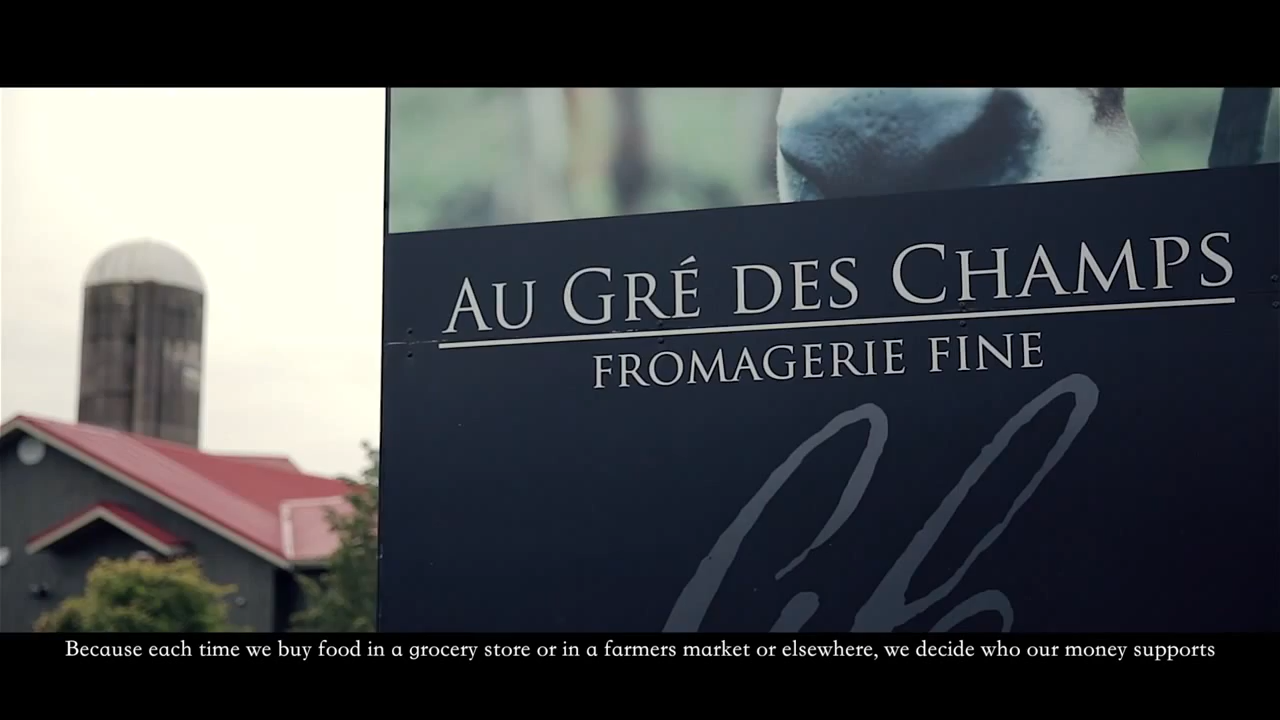 AU GRÉ DES CHAMPS
FROMAGERIE FINE
Because each time we buy food in a grocery store or in a farmers market or elsewhere, we decide who our money supports